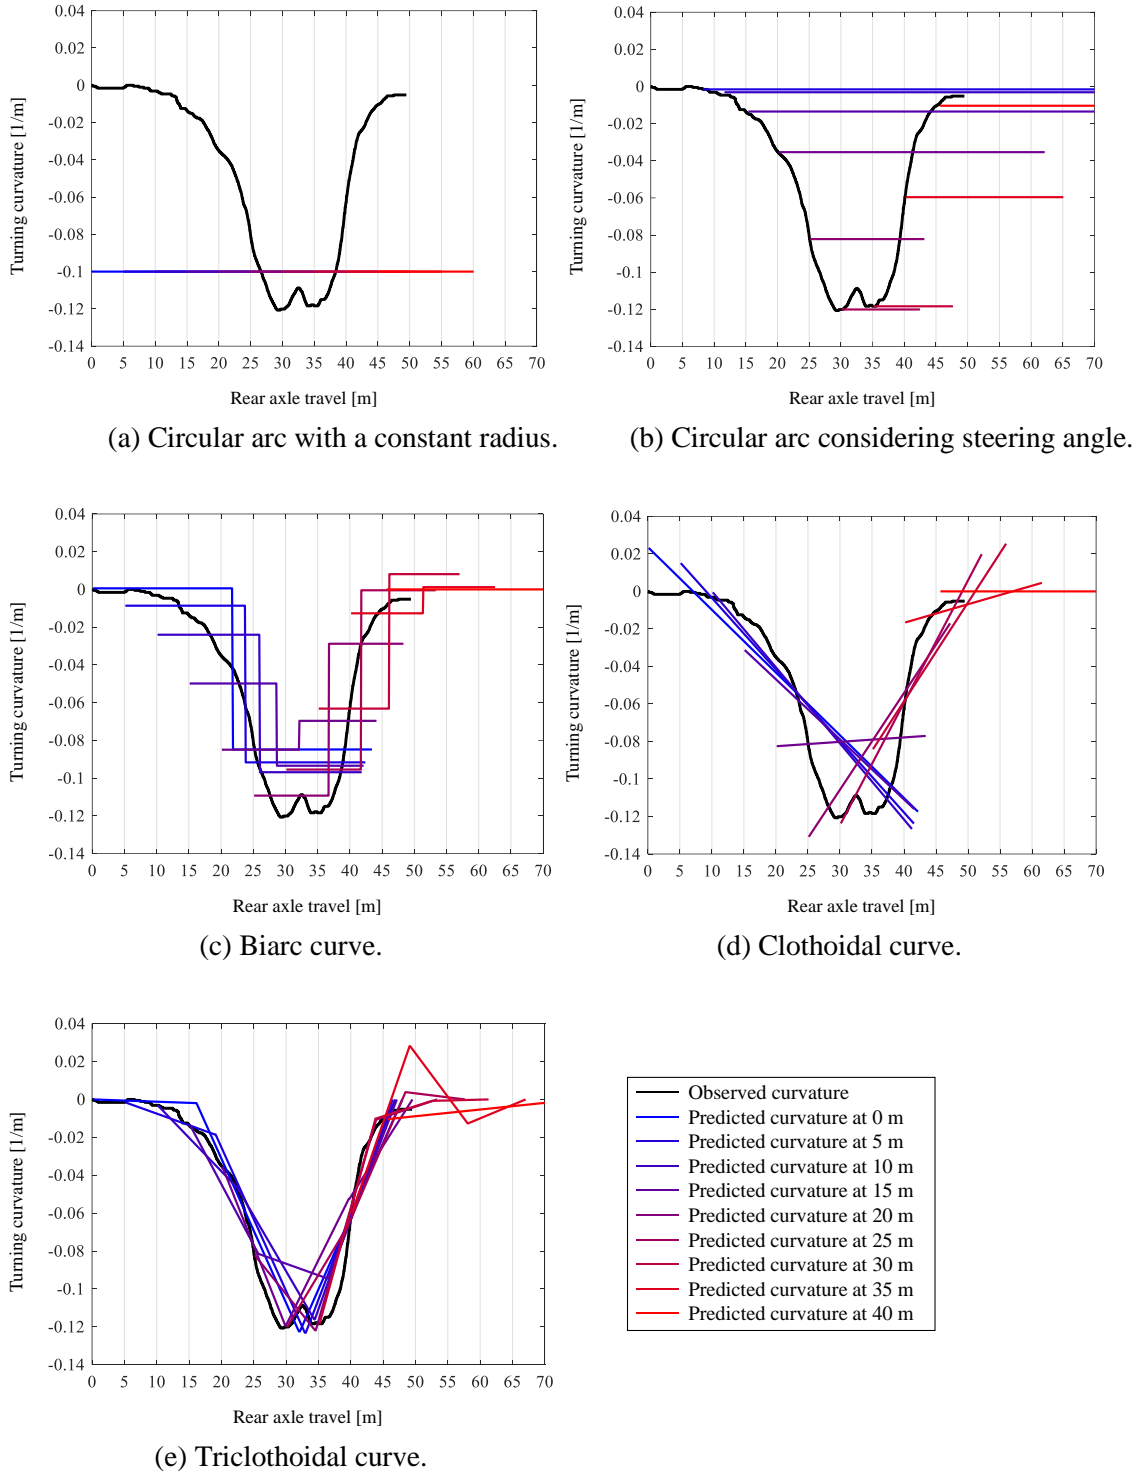 0.04
0.02
0
-0.02
-0.04
-0.06
-0.08
-0.1
-0.12
-0.14
Turning curvature [1/m]
0 5 10 15 20 25 30 35 40 45 50 55 60 65 70
Rear axle travel [m]
(a) Circular arc with a constant radius.
0.04
0.02
0
-0.02
-0.04
-0.06
-0.08
-0.1
-0.12
-0.14
Turning curvature [1/m]
0 5 10 15 20 25 30 35 40 45 50 55 60 65 70
Rear axle travel [m]
(b) Circular arc considering steering angle.
0.04
0.02
0
-0.02
-0.04
-0.06
-0.08
-0.1
-0.12
-0.14
Turning curvature [1/m]
0 5 10 15 20 25 30 35 40 45 50 55 60 65 70
Rear axle travel [m]
(c) Biarc curve.
0.04
0.02
0
-0.02
-0.04
-0.06
-0.08
-0.1
-0.12
-0.14
Turning curvature [1/m]
0 5 10 15 20 25 30 35 40 45 50 55 60 65 70
Rear axle travel [m]
(d) Clothoidal curve.
0.04
0.02
0
-0.02
-0.04
-0.06
-0.08
-0.1
-0.12
-0.14
Turning curvature [1/m]
0 5 10 15 20 25 30 35 40 45 50 55 60 65 70
Rear axle travel [m]
(e) Triclothoidal curve.
Observed curvature
Predicted curvature at 0 m
Predicted curvature at 5 m
Predicted curvature at 10 m
Predicted curvature at 15 m
Predicted curvature at 20 m
Predicted curvature at 25 m
Predicted curvature at 30 m
Predicted curvature at 35 m
Predicted curvature at 40 m